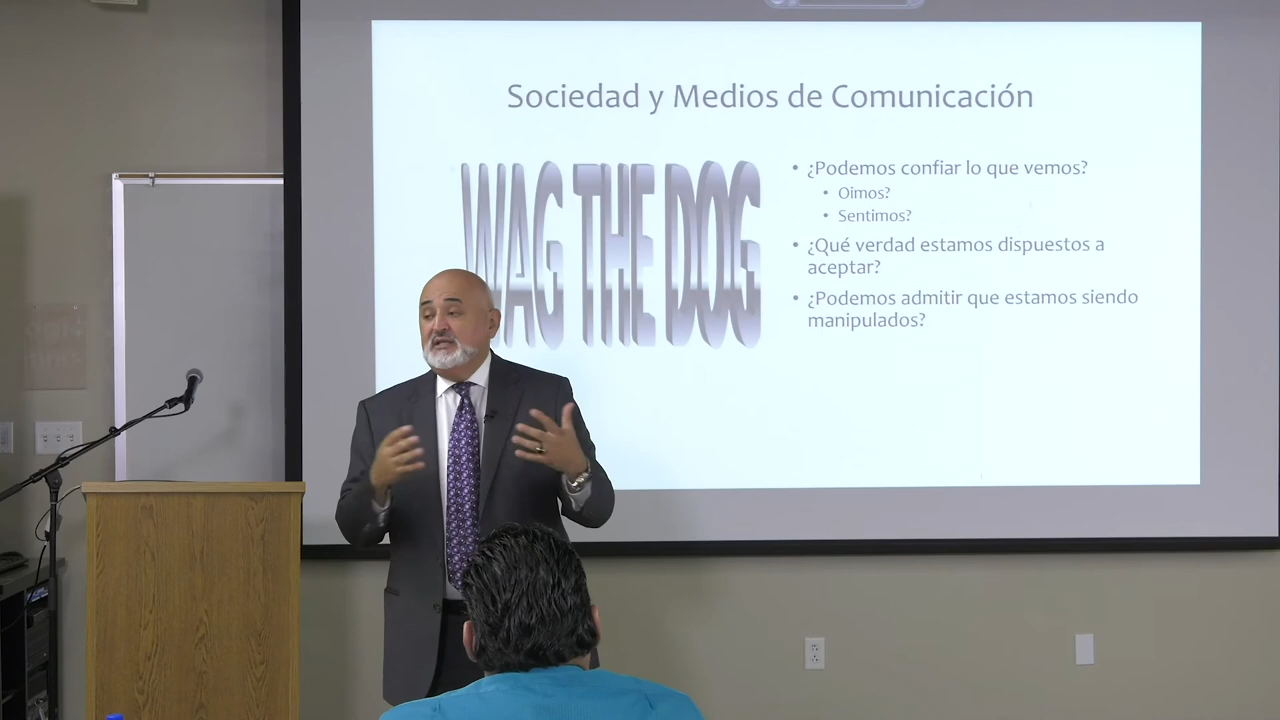 Sociedad y Medios de Comunicación
WAG THE DOG
• ¿Podemos confiar lo que vemos?
• Oimos?
• Sentimos?
• ¿Qué verdad estamos dispuestos a
aceptar?
• ¿Podemos admitir que estamos siendo
manipulados?